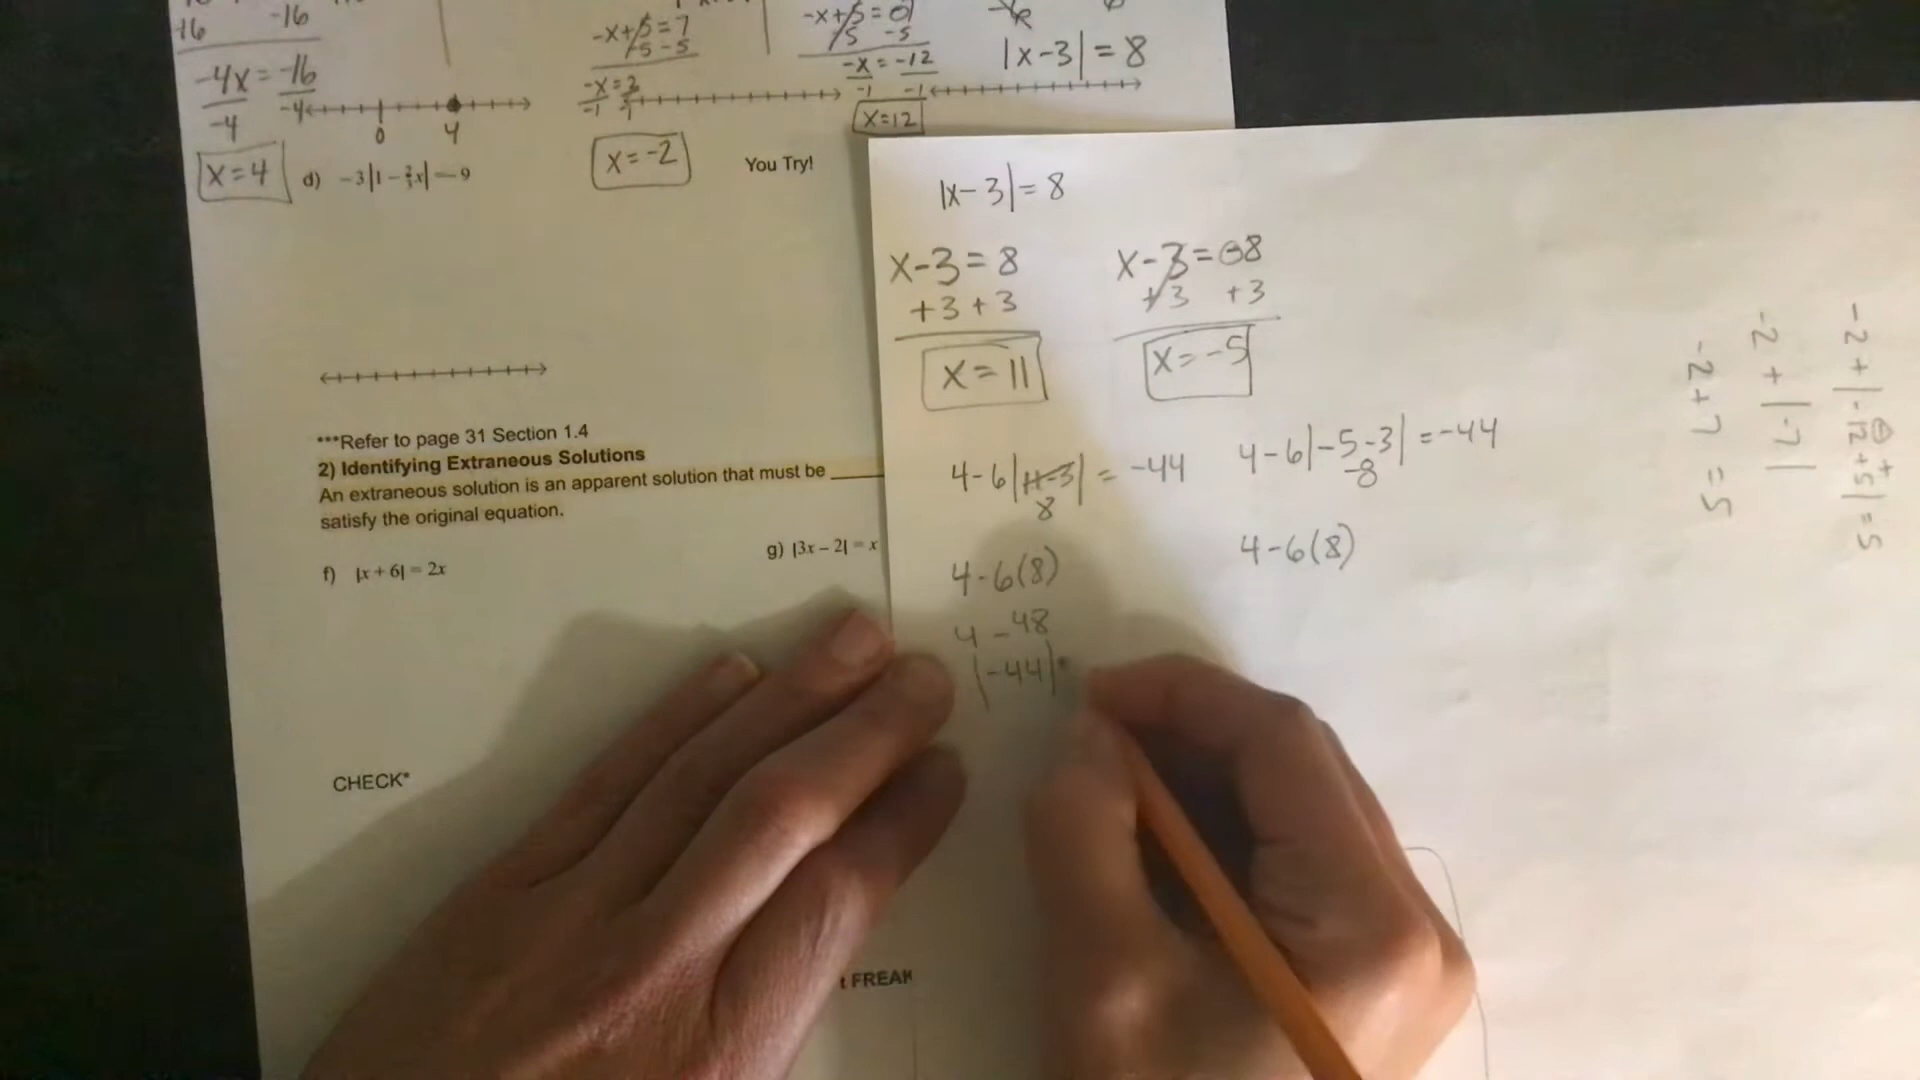 -16
+16
-4x = -16
-4 -4
0 4
x = 4
-x+5 = 7
-5 -5
-x = 2
-1 -1
x = -2
-x+5 = -7
-5 -5
-x = -12
-1 -1
x=12
|x-3| = 8
d) -3|1 - 2/3x| = -9
You Try!
***Refer to page 31 Section 1.4
2) Identifying Extraneous Solutions
An extraneous solution is an apparent solution that must be ____
satisfy the original equation.
f) |x + 6| = 2x
g) |3x - 2| = x
CHECK*
t FREAK
|x-3| = 8
x-3 = 8
+3 +3
x = 11
x-3 = -8
+3 +3
x = -5
4-6|11-3| = -44
8
4-6(8)
4 - 48
-44
4-6|-5-3| = -44
-8
4-6(8)
-2 + |-12+5| = 5
-2 + |-7|
-2 + 7 = 5